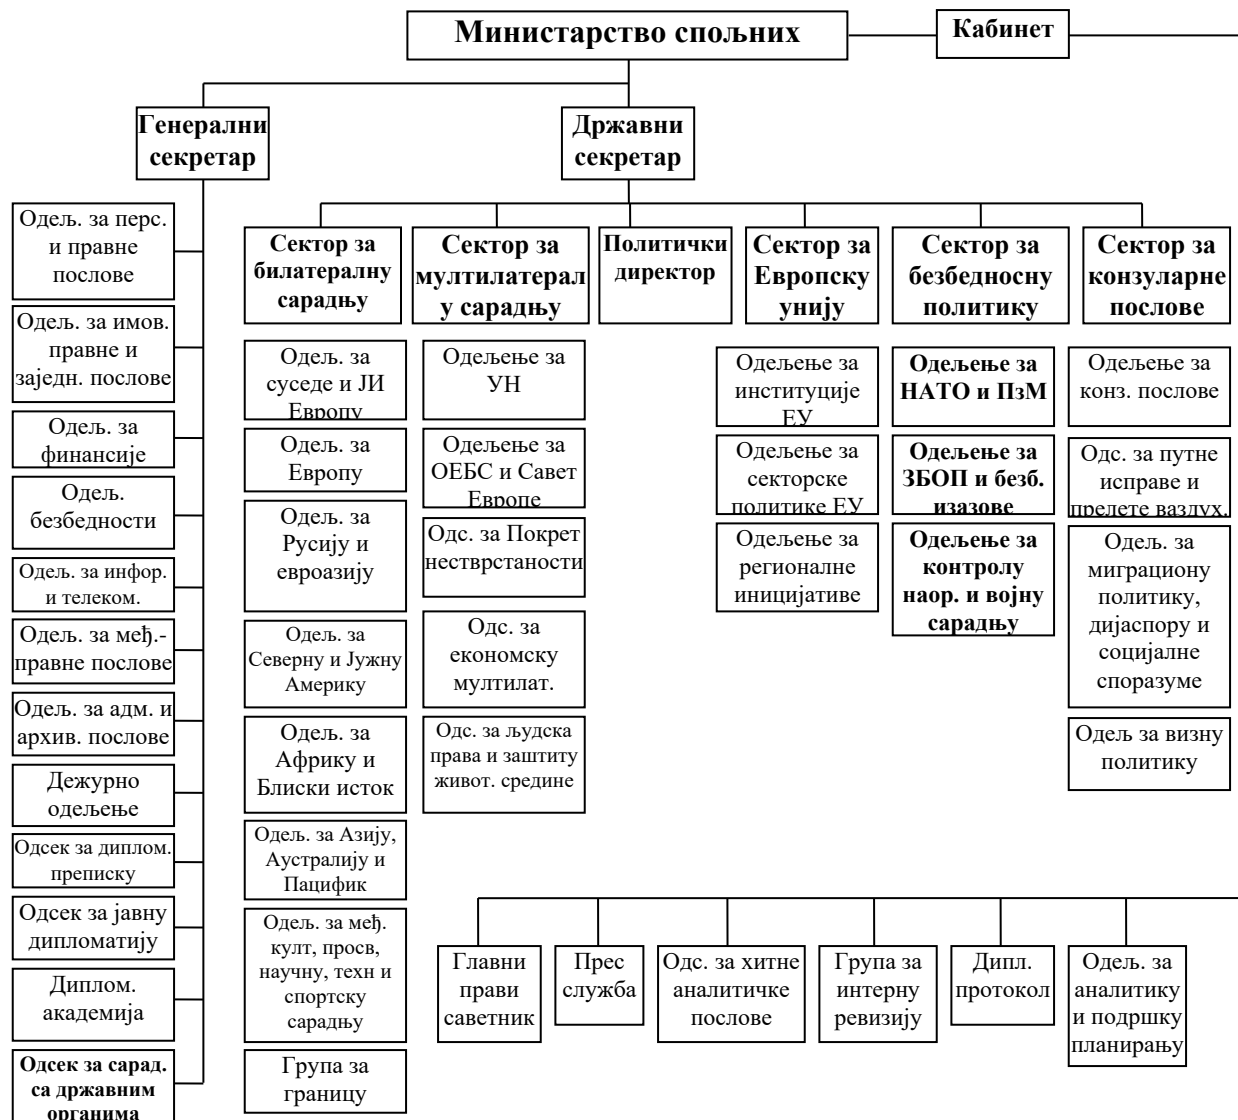 Министарство спољних
Кабинет
Генерални
секретар
Државни
секретар
Одељ. за перс.
и правне
послове
Одељ. за имов.
правне и
заједн. послове
Одељ. за
финансије
Одељ.
безбедности
Одељ. за инфор.
и телеком.
Одељ. за међ.-
правне послове
Одељ. за адм. и
архив. послове
Дежурно
одељење
Одсек за диплом.
преписку
Одсек за јавну
дипломатију
Диплом.
академија
Одсек за сарад.
са државним
органима
Сектор за
билатералну
сарадњу
Одељ. за
суседе и ЈИ
Европу
Одељ. за
Европу
Одељ. за
Русију и
евроазију
Одељ. за
Северну и Јужну
Америку
Одељ. за
Африку и
Блиски исток
Одељ. за Азију,
Аустралију и
Пацифик
Одељ. за међ.
култ, просв,
научну, техн и
спортску
сарадњу
Група за
границу
Сектор за
мултилатерал
у сарадњу
Одељење за
УН
Одељење за
ОЕБС и Савет
Европе
Одс. за Покрет
нестврстаности
Одс. за
економску
мултилат.
Одс. за људска
права и заштиту
живот. средине
Политички
директор
Сектор за
Европску
унију
Одељење за
институције
ЕУ
Одељење за
секторске
политике ЕУ
Одељење за
регионалне
иницијативе
Сектор за
безбедносну
политику
Одељење за
НАТО и ПзМ
Одељење за
ЗБОП и безб.
изазове
Одељење за
контролу
наор. и војну
сарадњу
Сектор за
конзуларне
послове
Одељење за
конз. послове
Одс. за путне
исправе и
прелете ваздух.
Одељ. за
миграциону
политику,
дијаспору и
социјалне
споразуме
Одељ за визну
политику
Главни
прави
саветник
Прес
служба
Одс. за хитне
аналитичке
послове
Група за
интерну
ревизију
Дипл.
протокол
Одељ. за
аналитику
и подршку
планирању